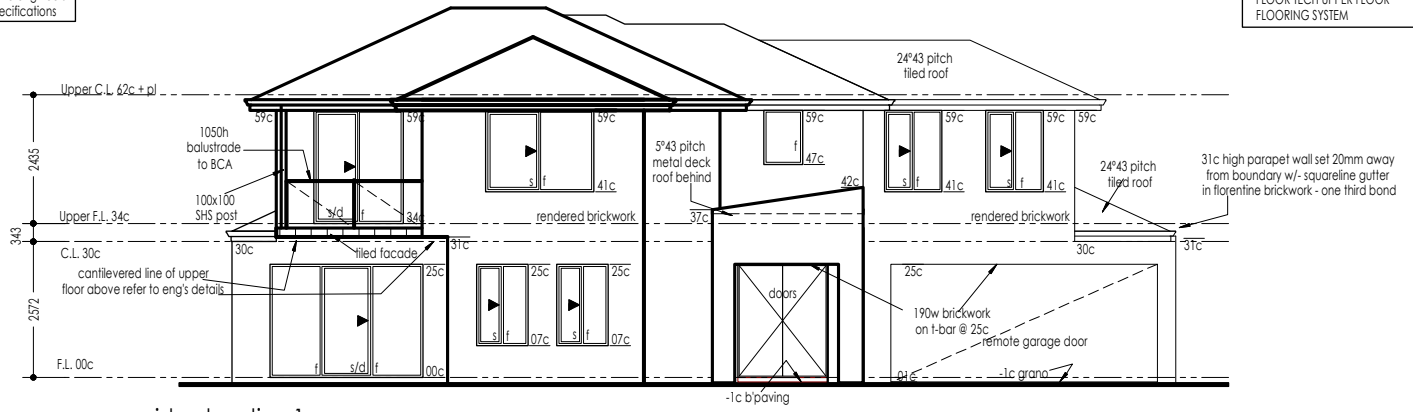 ecifications
FLOORING SYSTEM
24°43 pitch
tiled roof
Upper C.L. 62c + pl
59c
59c
59c
59c
59c
59c
59c
1050h
balustrade
to BCA
2435
f
47c
5°43 pitch
metal deck
roof behind
31c high parapet wall set 20mm away
from boundary w/- squareline gutter
in florentine brickwork - one third bond
24°43 pitch
tiled roof
s f
41c
s f
41c
s f
41c
42c
100x100
SHS post
s/d f
34c
37c
Upper F.L. 34c
rendered brickwork
rendered brickwork
343
30c
tiled facade
31c
30c
31c
C.L. 30c
cantilevered line of upper
floor above refer to eng's details
25c
25c
25c
25c
doors
2572
190w brickwork
on t-bar @ 25c
remote garage door
s f
07c
s f
07c
F.L. 00c
f
s/d f
00c
01c
-1c grano
-1c b'paving